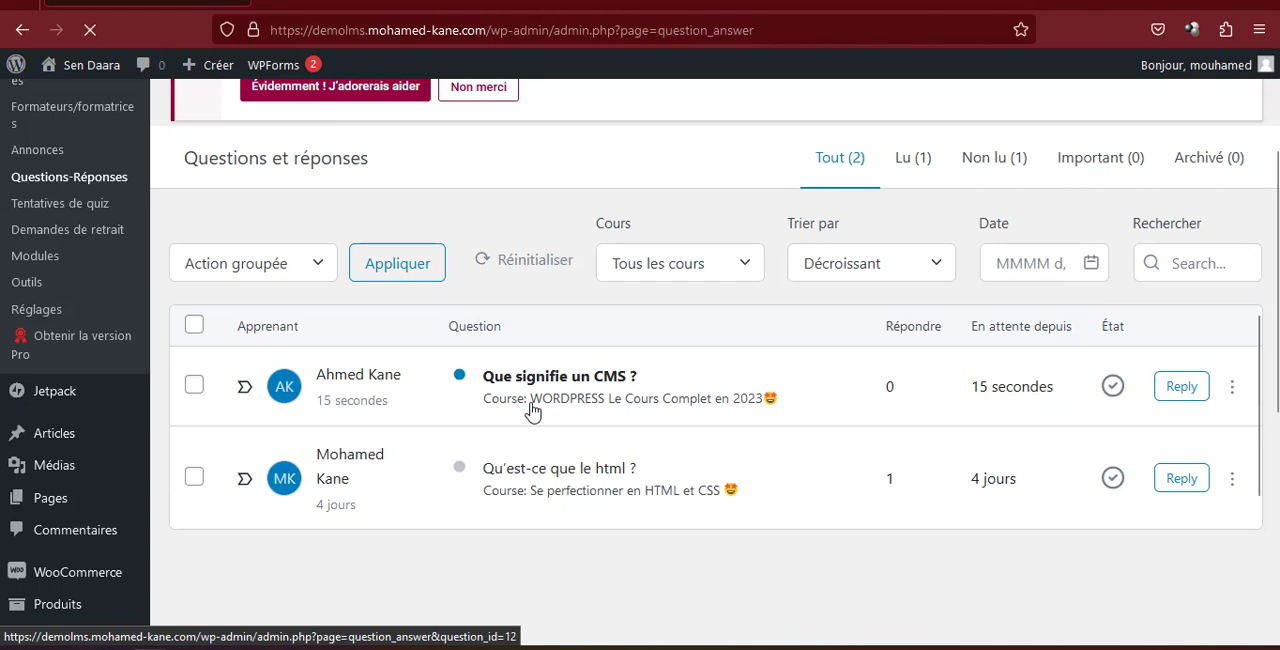 https://demolms.mohamed-kane.com/wp-admin/admin.php?page=question_answer
Sen Daara 0 Créer WPForms 2 Bonjour, mouhamed
es
Formateurs/formatrice
s
Annonces
Questions-Réponses
Tentatives de quiz
Demandes de retrait
Modules
Outils
Réglages
Obtenir la version
Pro
Jetpack
Articles
Médias
Pages
Commentaires
WooCommerce
Produits
Évidemment ! J’adorerais aider Non merci
Questions et réponses Tout (2) Lu (1) Non lu (1) Important (0) Archivé (0)
Cours Trier par Date Rechercher
Action groupée Appliquer Réinitialiser Tous les cours Décroissant MMMM d, Search...
Apprenant Question Répondre En attente depuis État
AK Ahmed Kane Que signifie un CMS ? 0 15 secondes Reply
15 secondes Course: WORDPRESS Le Cours Complet en 2023🤩
MK Mohamed
Kane Qu’est-ce que le html ? 1 4 jours Reply
4 jours Course: Se perfectionner en HTML et CSS 🤩
https://demolms.mohamed-kane.com/wp-admin/admin.php?page=question_answer&question_id=12